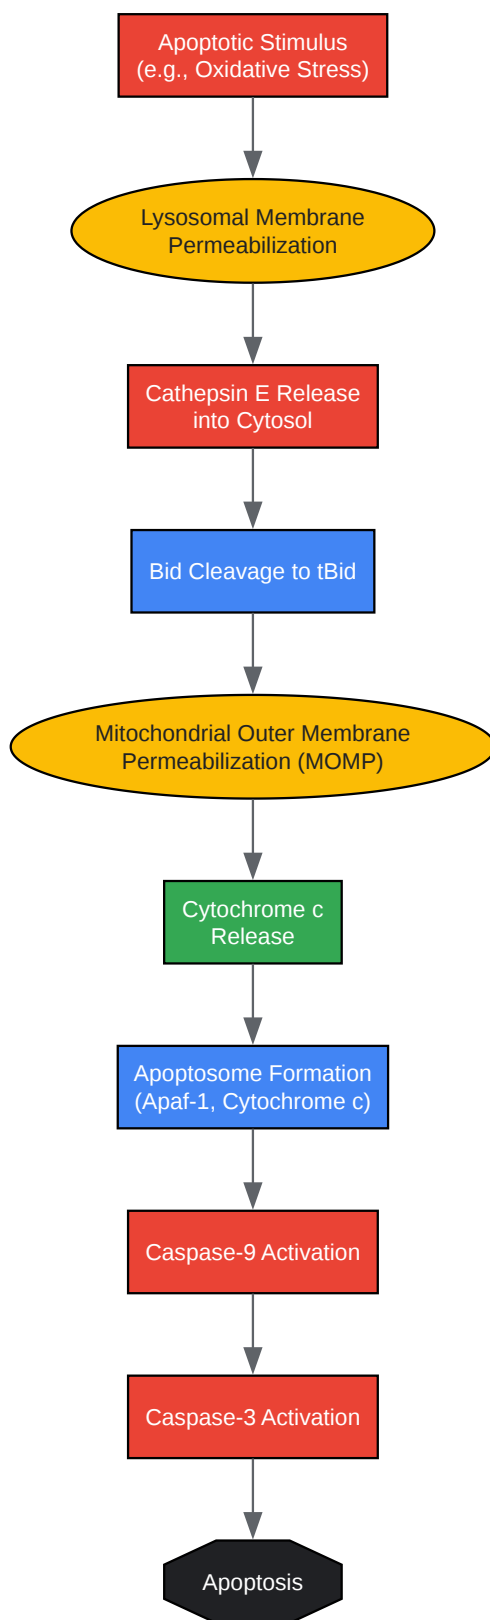 Apoptotic Stimulus
(e.g., Oxidative Stress)
Lysosomal Membrane
Permeabilization
Cathepsin E Release
into Cytosol
Bid Cleavage to tBid
Mitochondrial Outer Membrane
Permeabilization (MOMP)
Cytochrome c
Release
Apoptosome Formation
(Apaf-1, Cytochrome c)
Caspase-9 Activation
Caspase-3 Activation
Apoptosis